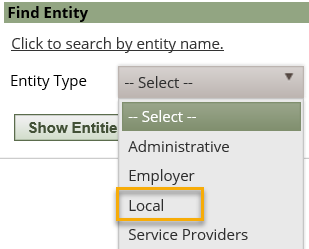 Find Entity
Click to search by entity name.
Entity Type
-- Select --
-- Select --
Administrative
Employer
Show Entitie
Local
Service Providers